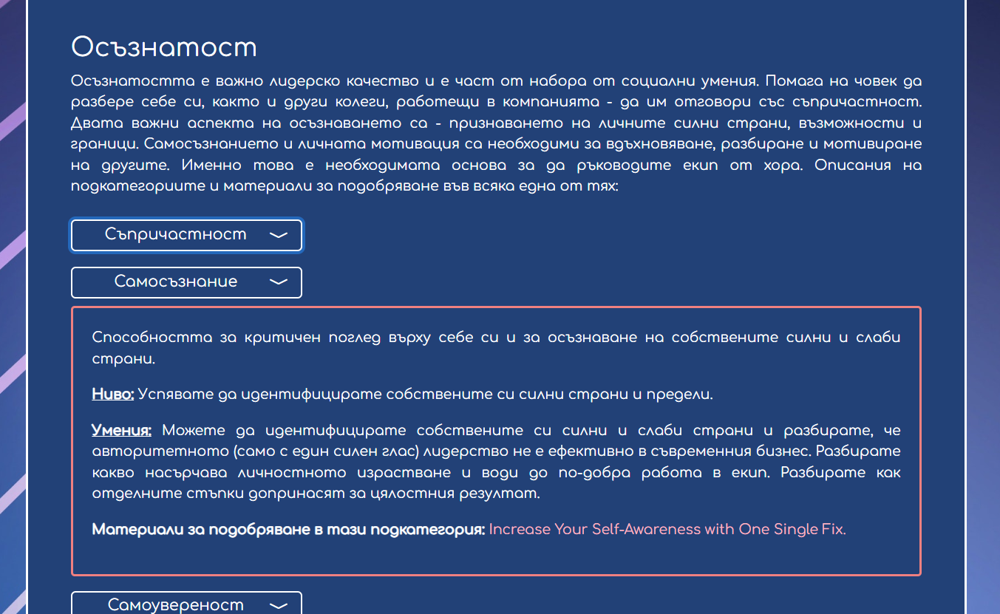 Осъзнатост
Осъзнатостта е важно лидерско качество и е част от набора от социални умения. Помага на човек да
разбере себе си, както и други колеги, работещи в компанията - да им отговори със съпричастност.
Двата важни аспекта на осъзнаването са - признаването на личните силни страни, възможности и
граници. Самосъзнанието и личната мотивация са необходими за вдъхновяване, разбиране и мотивиране
на другите. Именно това е необходимата основа за да ръководите екип от хора. Описания на
подкатегориите и материали за подобряване във всяка една от тях:
Съпричастност
Самосъзнание
Способността за критичен поглед върху себе си и за осъзнаване на собствените силни и слаби
страни.
Ниво: Успявате да идентифицирате собствените си силни страни и предели.
Умения: Можете да идентифицирате собствените си силни и слаби страни и разбирате, че
авторитетното (само с един силен глас) лидерство не е ефективно в съвременния бизнес. Разбирате
какво насърчава личностното израстване и води до по-добра работа в екип. Разбирате как
отделните стъпки допринасят за цялостния резултат.
Материали за подобряване в тази подкатегория: Increase Your Self-Awareness with One Single Fix.
Самоувереност